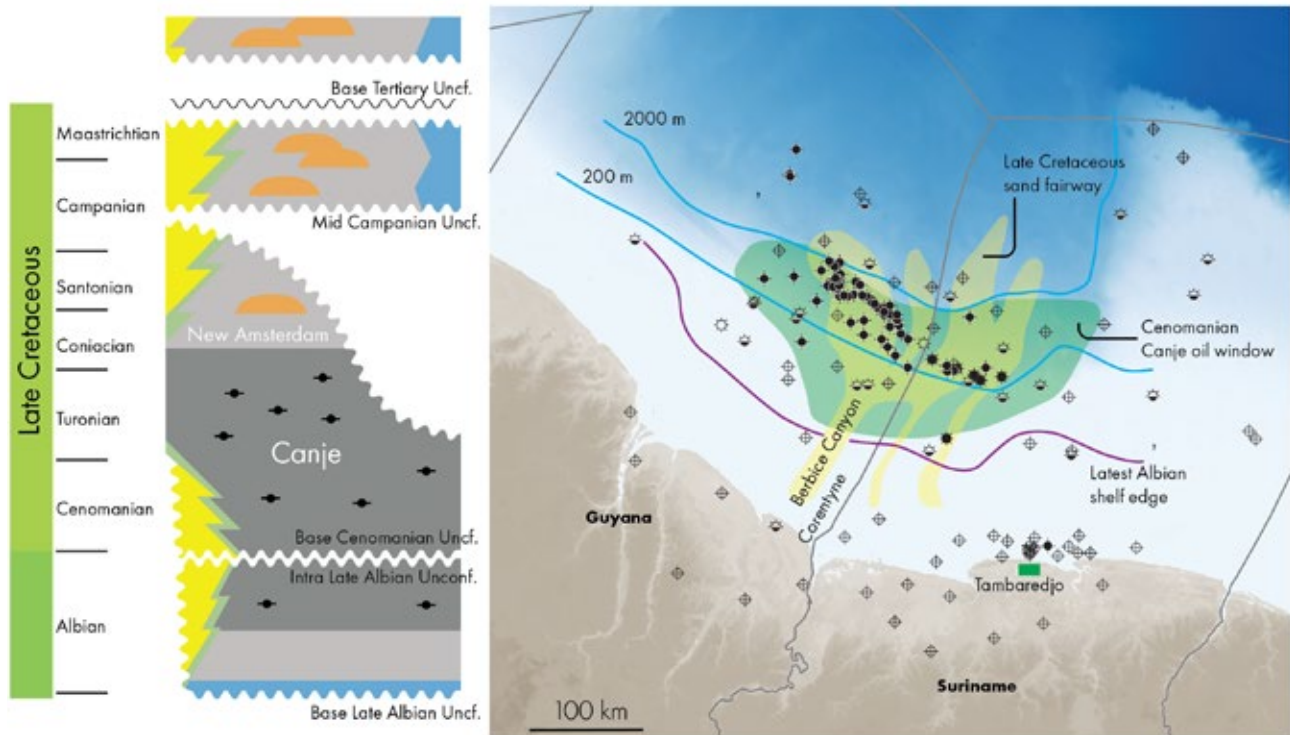 Late Cretaceous
Maastrichtian
Campanian
Santonian
Coniacian
Turonian
Cenomanian
Albian
Base Tertiary Uncf.
Mid Campanian Uncf.
New Amsterdam
Canje
Base Cenomanian Uncf.
Intra Late Albian Unconf.
Base Late Albian Uncf.
2000 m
200 m
Late Cretaceous
sand fairway
Cenomanian
Canje oil window
Berbice Canyon
Corentyne
Latest Albian
shelf edge
Guyana
Tambaredjo
Suriname
100 km